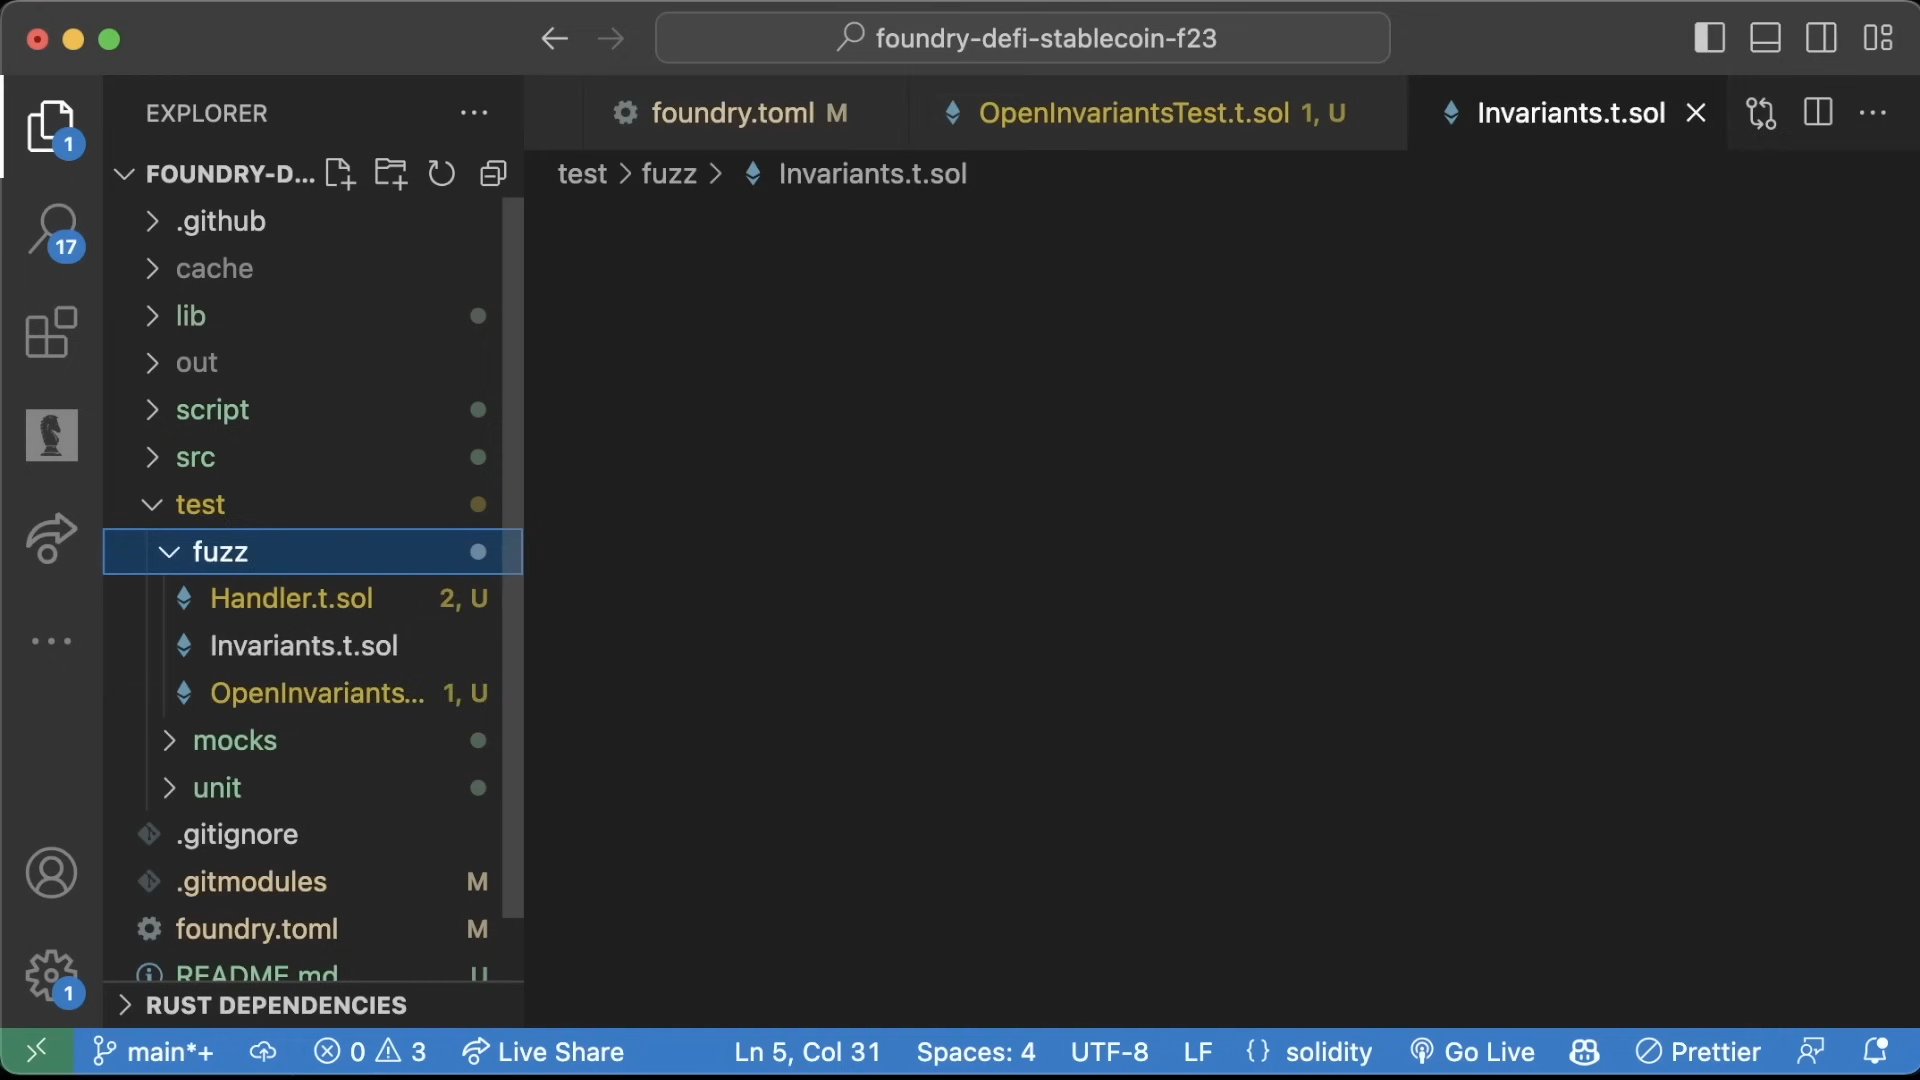 foundry-defi-stablecoin-f23
EXPLORER
foundry.toml M
OpenInvariantsTest.t.sol 1, U
Invariants.t.sol
1
FOUNDRY-D...
test > fuzz > Invariants.t.sol
.github
17
cache
lib
out
script
src
test
fuzz
Handler.t.sol 2, U
Invariants.t.sol
OpenInvariants... 1, U
mocks
unit
.gitignore
.gitmodules M
foundry.toml M
README.md U
1
RUST DEPENDENCIES
main*+ 0 3 Live Share Ln 5, Col 31 Spaces: 4 UTF-8 LF {} solidity Go Live Prettier